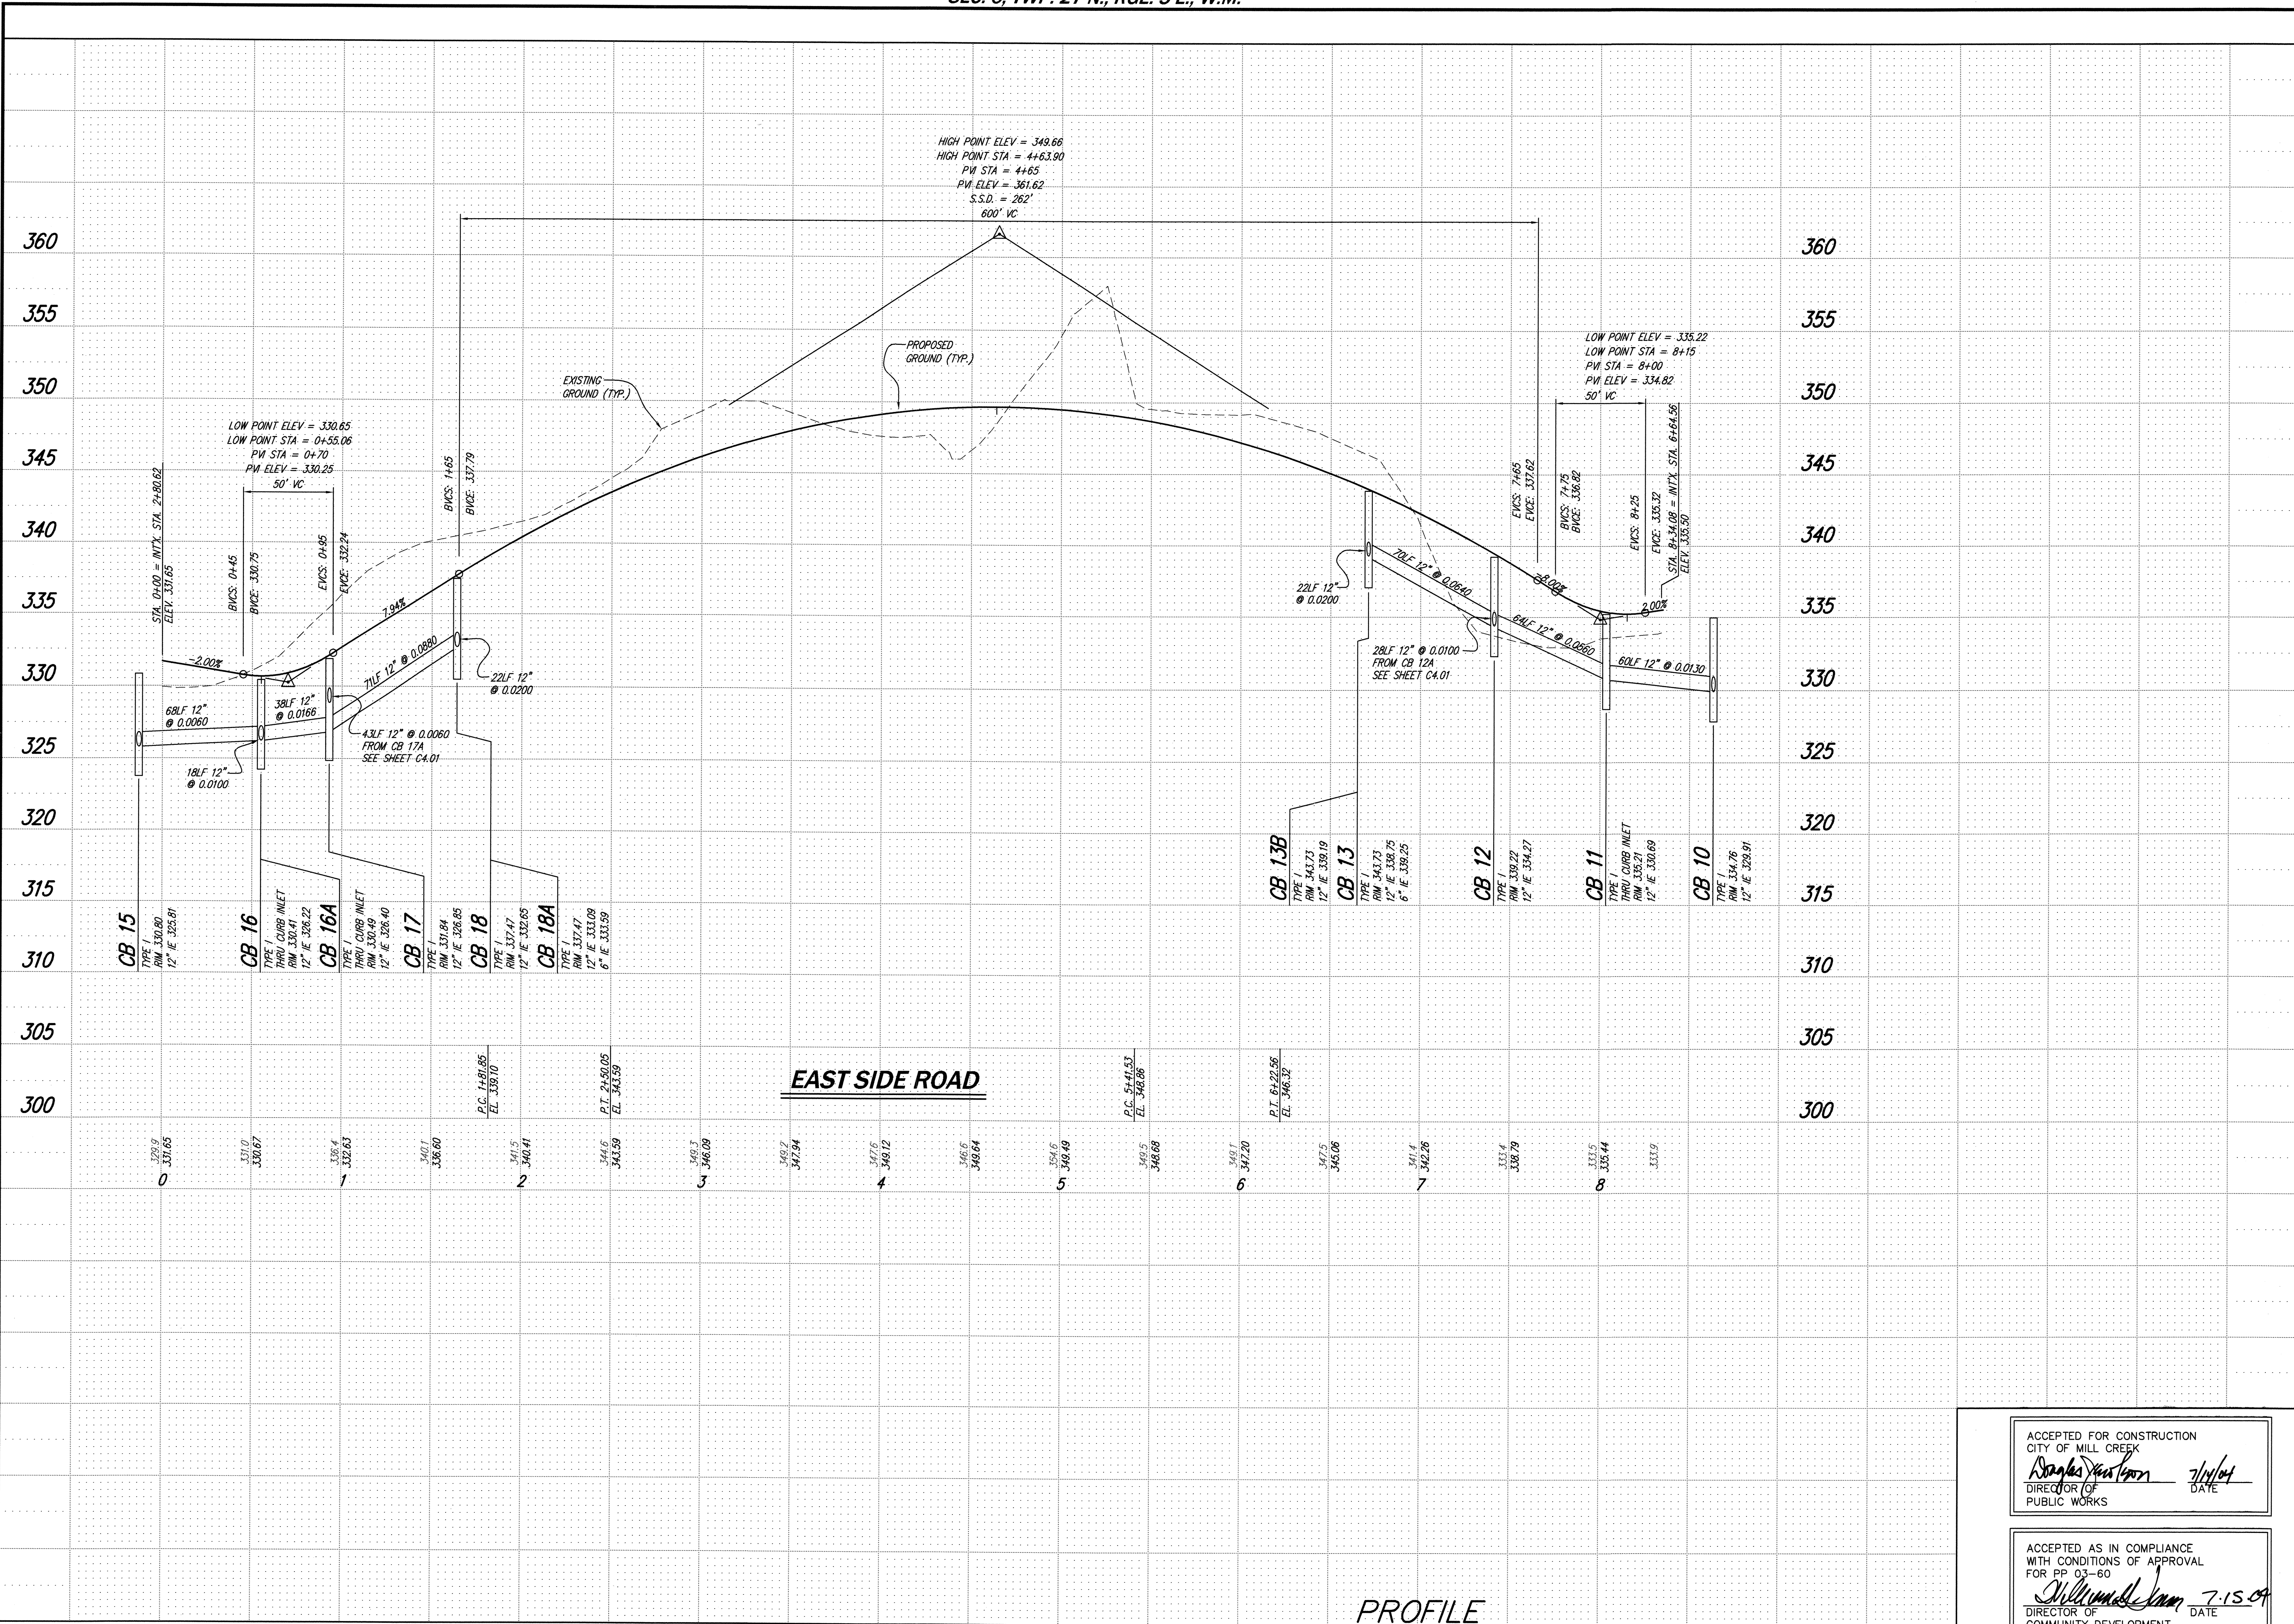 HIGH POINT ELEV = 349.66
HIGH POINT STA = 4+63.90
PVI STA = 4+65
PVI ELEV = 361.62
S.S.D. = 262'
600' VC
360
360
355
355
350
350
345
345
340
340
335
335
330
330
325
325
320
320
315
315
310
310
305
305
300
300
LOW POINT ELEV = 335.22
LOW POINT STA = 8+15
PVI STA = 8+00
PVI ELEV = 334.82
50' VC
PROPOSED
GROUND (TYP.)
EXISTING
GROUND (TYP.)
LOW POINT ELEV = 330.65
LOW POINT STA = 0+55.06
PVI STA = 0+70
PVI ELEV = 330.25
50' VC
STA. 0+00 = INT'X. STA. 2+80.62
ELEV. 331.65
BVCS: 0+45
BVCE: 330.75
EVCS: 0+95
EVCE: 332.24
BVCS: 1+65
BVCE: 337.79
EVCS: 7+65
EVCE: 337.62
BVCS: 7+75
BVCE: 336.82
EVCS: 8+25
EVCE: 335.32
STA. 8+34.08 = INT'X. STA. 6+64.56
ELEV. 335.50
-2.00%
7.94%
-8.00%
2.00%
68LF 12"
@ 0.0060
38LF 12"
@ 0.0166
71LF 12" @ 0.0880
22LF 12"
@ 0.0200
43LF 12" @ 0.0060
FROM CB 17A
SEE SHEET C4.01
18LF 12"
@ 0.0100
22LF 12"
@ 0.0200
70LF 12" @ 0.0640
28LF 12" @ 0.0100
FROM CB 12A
SEE SHEET C4.01
64LF 12" @ 0.0560
60LF 12" @ 0.0130
CB 15
TYPE I
RIM 330.80
12" IE 325.81
CB 16
TYPE I
THRU CURB INLET
RIM 330.41
12" IE 326.22
CB 16A
TYPE I
THRU CURB INLET
RIM 330.49
12" IE 326.40
CB 17
TYPE I
RIM 331.84
12" IE 326.85
CB 18
TYPE I
RIM 337.47
12" IE 332.65
CB 18A
TYPE I
RIM 337.47
12" IE 333.09
6" IE 333.59
CB 13B
TYPE I
RIM 343.73
12" IE 339.19
CB 13
TYPE I
RIM 343.73
12" IE 338.75
6" IE 339.25
CB 12
TYPE I
RIM 339.22
12" IE 334.27
CB 11
TYPE I
THRU CURB INLET
RIM 335.21
12" IE 330.69
CB 10
TYPE I
RIM 334.76
12" IE 329.91
P.C. 1+81.85
EL 339.10
P.T. 2+50.05
EL 343.59
EAST SIDE ROAD
P.C. 5+41.53
EL 348.86
P.T. 6+22.56
EL 346.32
329.9
331.65
331.0
330.67
336.4
332.63
340.1
336.60
341.5
340.41
344.6
343.59
349.3
346.09
349.2
347.94
347.6
349.12
346.6
349.64
354.6
349.49
349.5
348.68
349.1
347.20
347.5
345.06
341.4
342.26
333.4
338.79
333.5
335.44
333.9
0 1 2 3 4 5 6 7 8
PROFILE
ACCEPTED FOR CONSTRUCTION
CITY OF MILL CREEK
7/14/04
DIRECTOR OF DATE
PUBLIC WORKS
ACCEPTED AS IN COMPLIANCE
WITH CONDITIONS OF APPROVAL
FOR PP 03-60
7.15.04
DIRECTOR OF DATE
COMMUNITY DEVELOPMENT